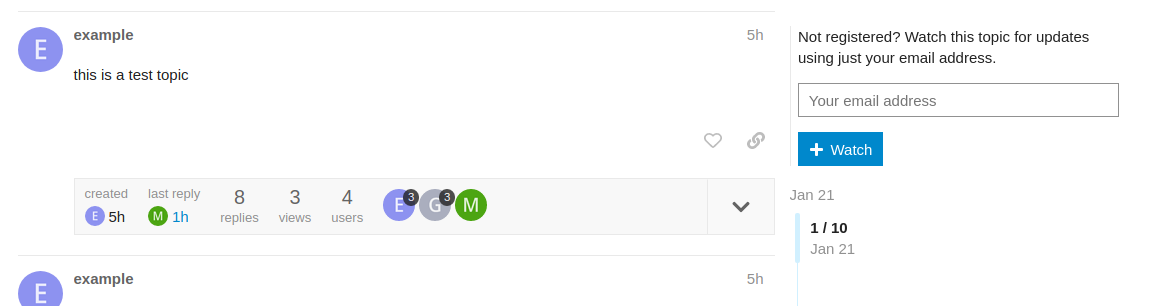 E example 5h
this is a test topic
created last reply 8 3 4 E 3 G 3 M
E 5h M 1h replies views users
E example 5h
Not registered? Watch this topic for updates
using just your email address.
Your email address
+ Watch
Jan 21
1 / 10
Jan 21